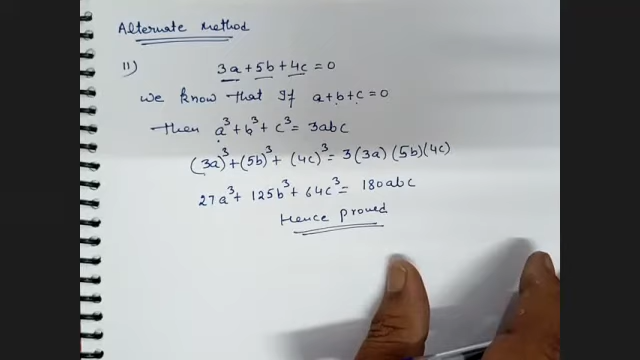 Alternate Method
11) 3a + 5b + 4c = 0
We know that If a+b+c=0
Then a³ + b³ + c³ = 3abc
(3a)³ + (5b)³ + (4c)³ = 3(3a)(5b)(4c)
27a³ + 125b³ + 64c³ = 180abc
Hence proved